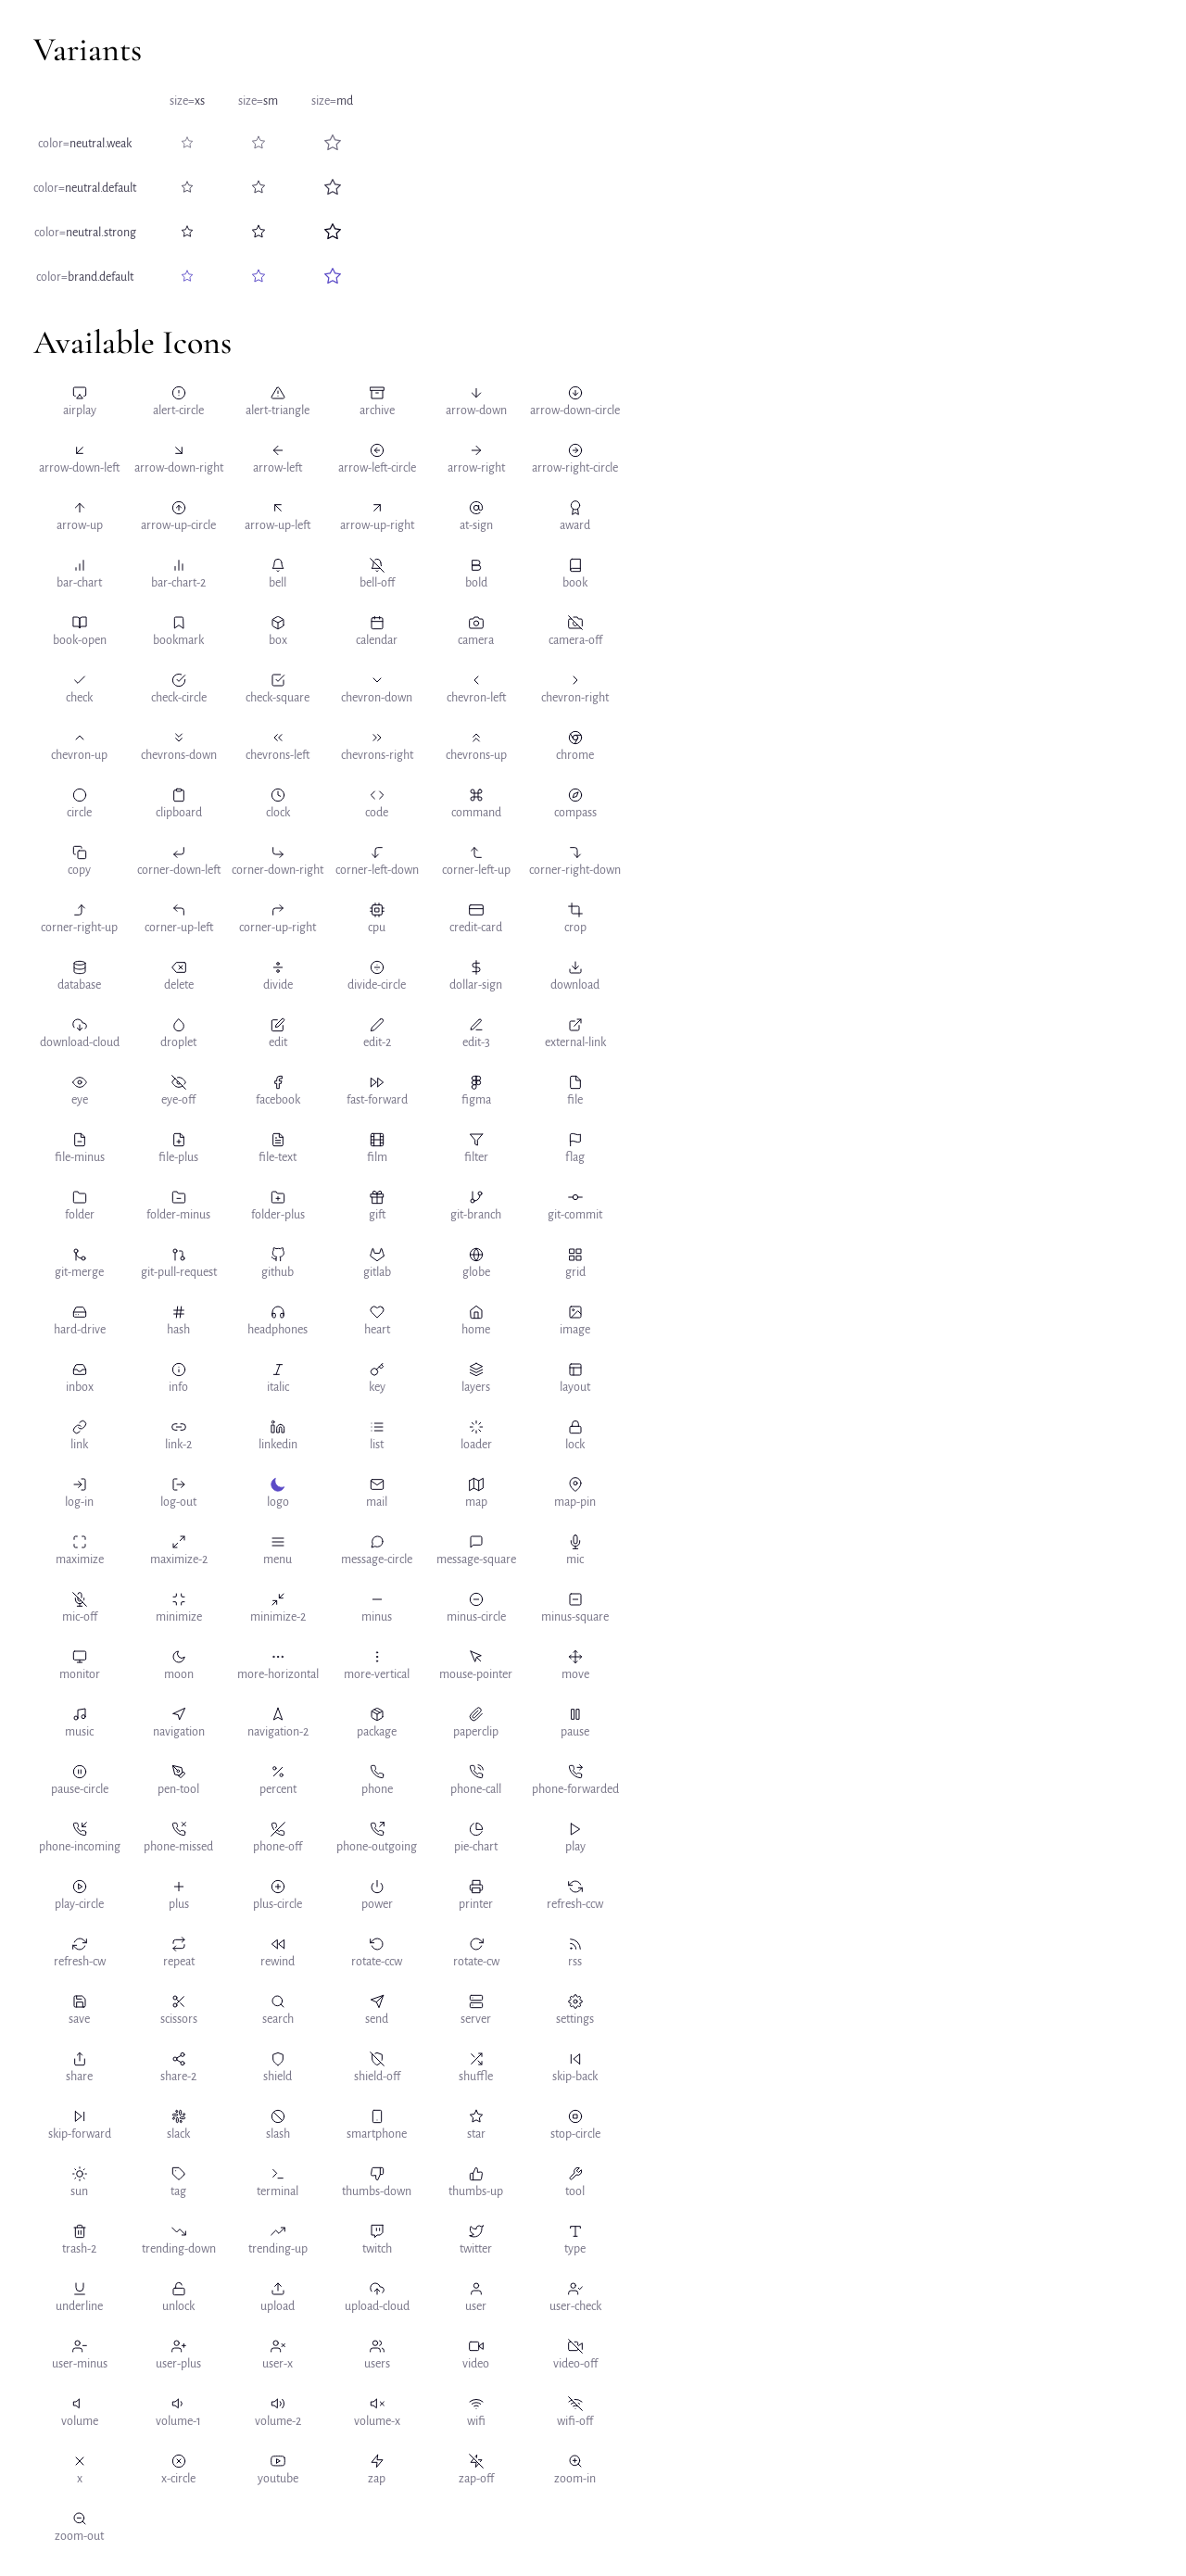 Variants
size=xs size=sm size=md
color=neutral.weak
color=neutral.default
color=neutral.strong
color=brand.default
Available Icons
airplay alert-circle alert-triangle archive arrow-down arrow-down-circle
arrow-down-left arrow-down-right arrow-left arrow-left-circle arrow-right arrow-right-circle
arrow-up arrow-up-circle arrow-up-left arrow-up-right at-sign award
bar-chart bar-chart-2 bell bell-off bold book
book-open bookmark box calendar camera camera-off
check check-circle check-square chevron-down chevron-left chevron-right
chevron-up chevrons-down chevrons-left chevrons-right chevrons-up chrome
circle clipboard clock code command compass
copy corner-down-left corner-down-right corner-left-down corner-left-up corner-right-down
corner-right-up corner-up-left corner-up-right cpu credit-card crop
database delete divide divide-circle dollar-sign download
download-cloud droplet edit edit-2 edit-3 external-link
eye eye-off facebook fast-forward figma file
file-minus file-plus file-text film filter flag
folder folder-minus folder-plus gift git-branch git-commit
git-merge git-pull-request github gitlab globe grid
hard-drive hash headphones heart home image
inbox info italic key layers layout
link link-2 linkedin list loader lock
log-in log-out logo mail map map-pin
maximize maximize-2 menu message-circle message-square mic
mic-off minimize minimize-2 minus minus-circle minus-square
monitor moon more-horizontal more-vertical mouse-pointer move
music navigation navigation-2 package paperclip pause
pause-circle pen-tool percent phone phone-call phone-forwarded
phone-incoming phone-missed phone-off phone-outgoing pie-chart play
play-circle plus plus-circle power printer refresh-ccw
refresh-cw repeat rewind rotate-ccw rotate-cw rss
save scissors search send server settings
share share-2 shield shield-off shuffle skip-back
skip-forward slack slash smartphone star stop-circle
sun tag terminal thumbs-down thumbs-up tool
trash-2 trending-down trending-up twitch twitter type
underline unlock upload upload-cloud user user-check
user-minus user-plus user-x users video video-off
volume volume-1 volume-2 volume-x wifi wifi-off
x x-circle youtube zap zap-off zoom-in
zoom-out